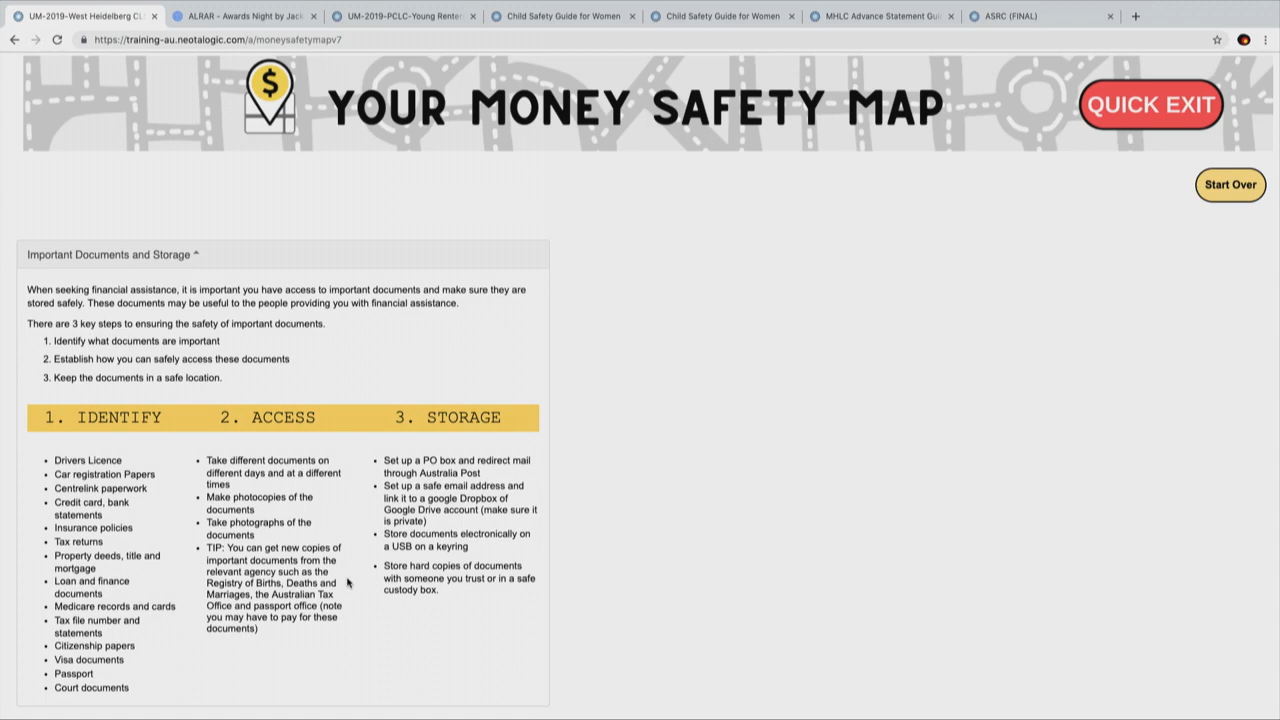 UM-2019-West Heidelberg CL
ALRAR - Awards Night by Jack
UM-2019-PCLC-Young Renter
Child Safety Guide for Women
Child Safety Guide for Women
MHLC Advance Statement Gui
ASRC (FINAL)
https://training-au.neotalogic.com/a/moneysafetymapv7
$
YOUR MONEY SAFETY MAP
QUICK EXIT
Start Over
Important Documents and Storage
When seeking financial assistance, it is important you have access to important documents and make sure they are
stored safely. These documents may be useful to the people providing you with financial assistance.
There are 3 key steps to ensuring the safety of important documents.
1. Identify what documents are important
2. Establish how you can safely access these documents
3. Keep the documents in a safe location.
1. IDENTIFY
• Drivers Licence
• Car registration Papers
• Centrelink paperwork
• Credit card, bank
statements
• Insurance policies
• Tax returns
• Property deeds, title and
mortgage
• Loan and finance
documents
• Medicare records and cards
• Tax file number and
statements
• Citizenship papers
• Visa documents
• Passport
• Court documents
2. ACCESS
• Take different documents on
different days and at a different
times
• Make photocopies of the
documents
• Take photographs of the
documents
• TIP: You can get new copies of
important documents from the
relevant agency such as the
Registry of Births, Deaths and
Marriages, the Australian Tax
Office and passport office (note
you may have to pay for these
documents)
3. STORAGE
• Set up a PO box and redirect mail
through Australia Post
• Set up a safe email address and
link it to a google Dropbox of
Google Drive account (make sure it
is private)
• Store documents electronically on
a USB on a keyring
• Store hard copies of documents
with someone you trust or in a safe
custody box.